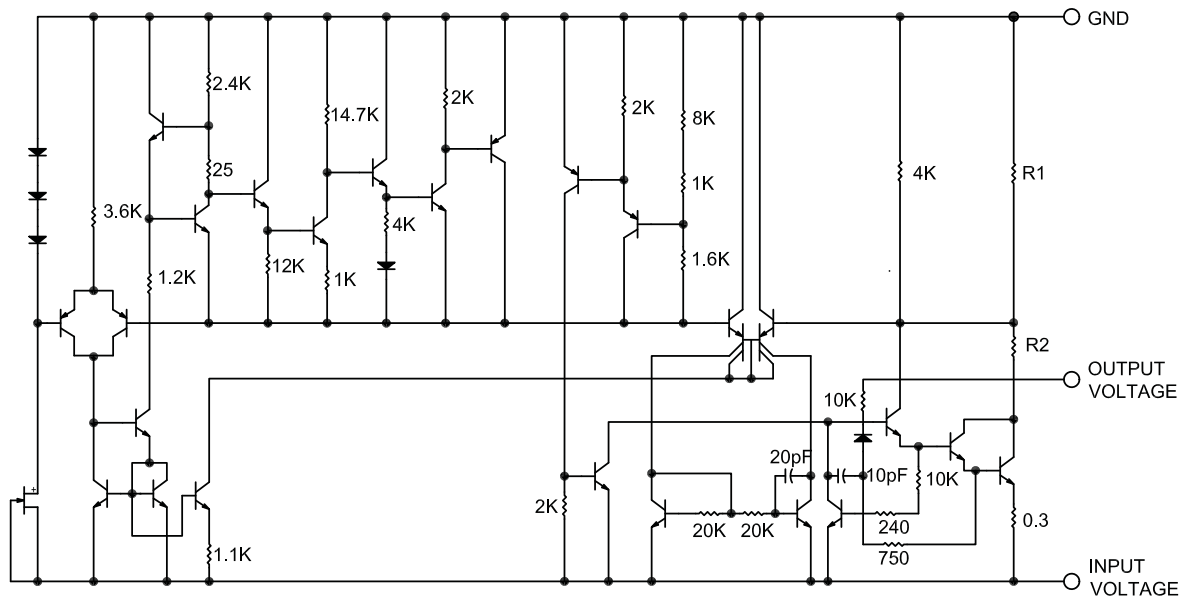 GND
2.4K
2K
14.7K
2K
8K
25
1K
4K
R1
3.6K
4K
1.2K
12K
1K
1.6K
R2
OUTPUT
VOLTAGE
10K
20pF
10pF
10K
2K
20K
20K
240
0.3
1.1K
750
INPUT
VOLTAGE